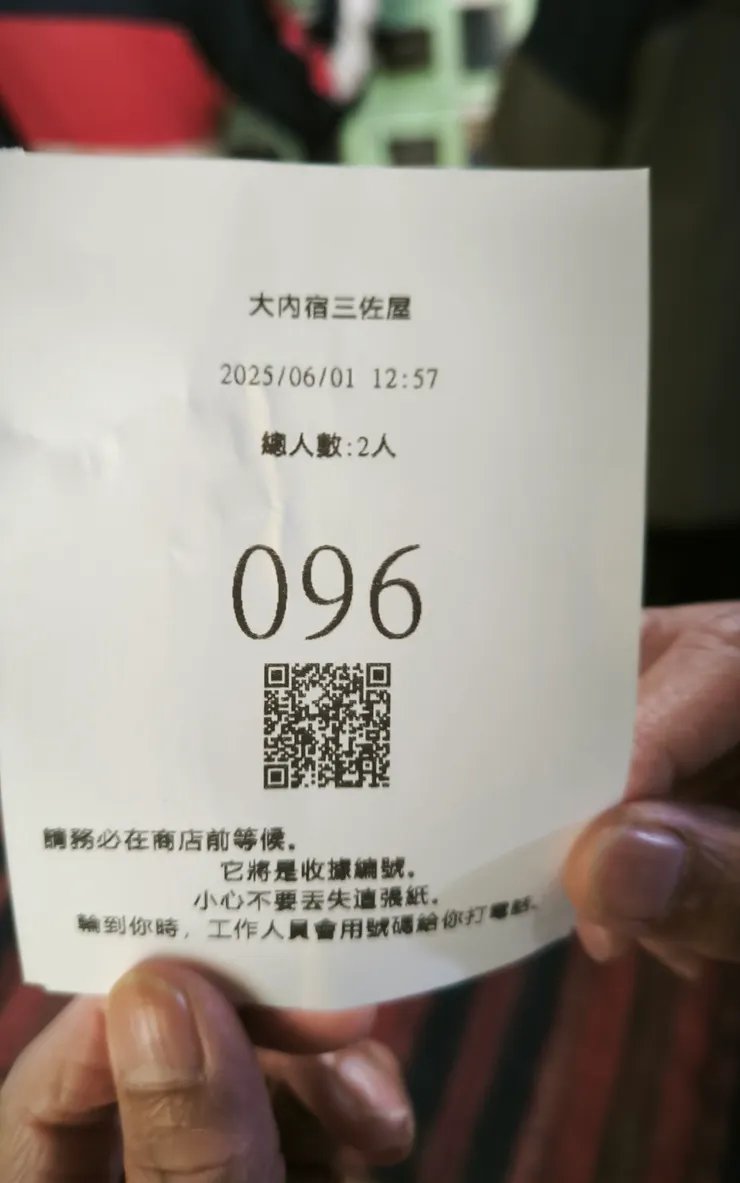 大內宿三佐屋
2025/06/01 12:57
總人數:2人
096
請務必在商店前等候.
它將是收據編號.
小心不要丟失這張紙.
輪到你時, 工作人員會用號碼給你打電話.